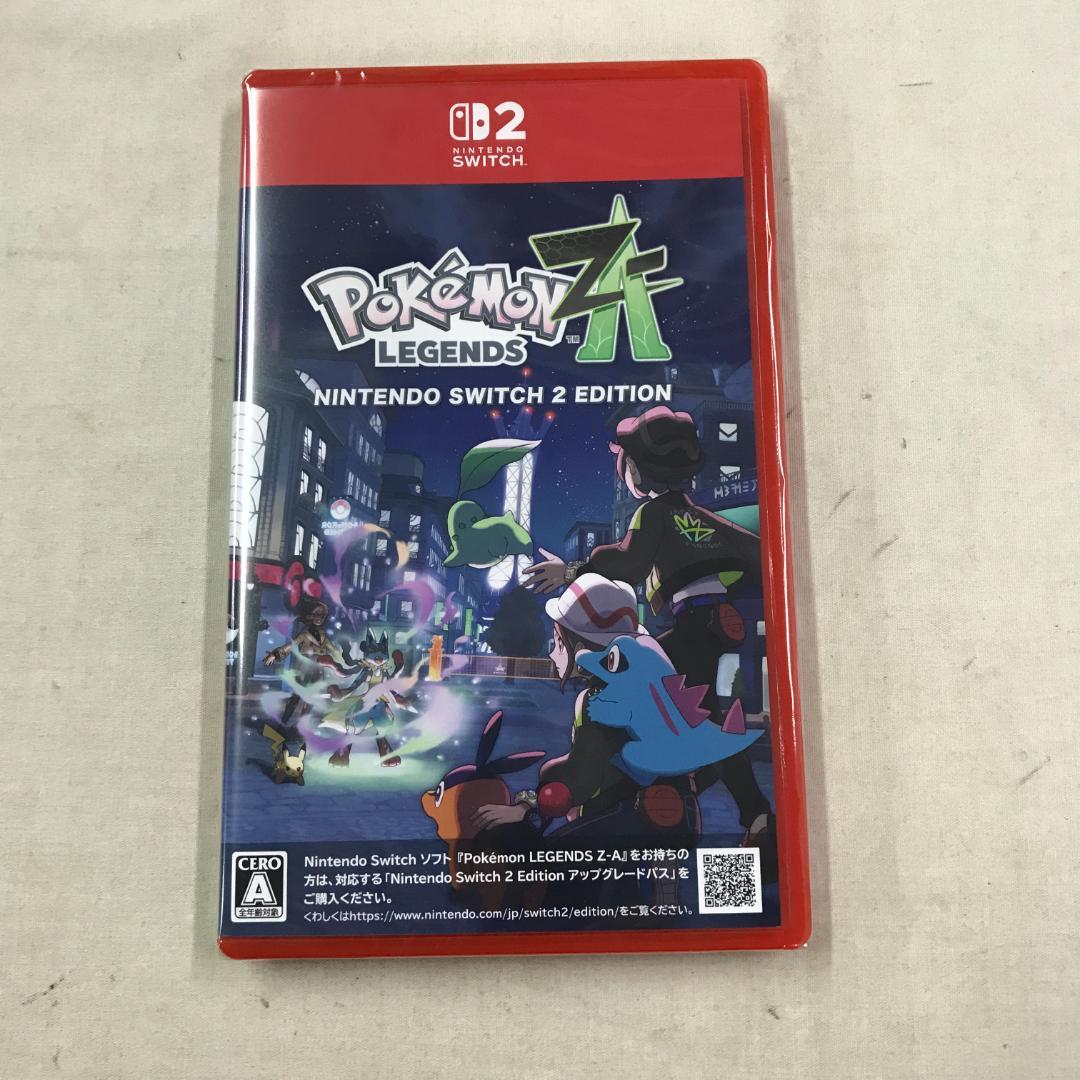 2
NINTENDO
SWITCH™
POKéMON
ZA
TM
LEGENDS
NINTENDO SWITCH 2 EDITION
CERO
A
全年齢対象
Nintendo Switch ソフト『Pokémon LEGENDS Z-A』をお持ちの
方は、対応する「Nintendo Switch 2 Edition アップグレードパス」を
ご購入ください。
くわしくはhttps://www.nintendo.com/jp/switch2/edition/をご覧ください。